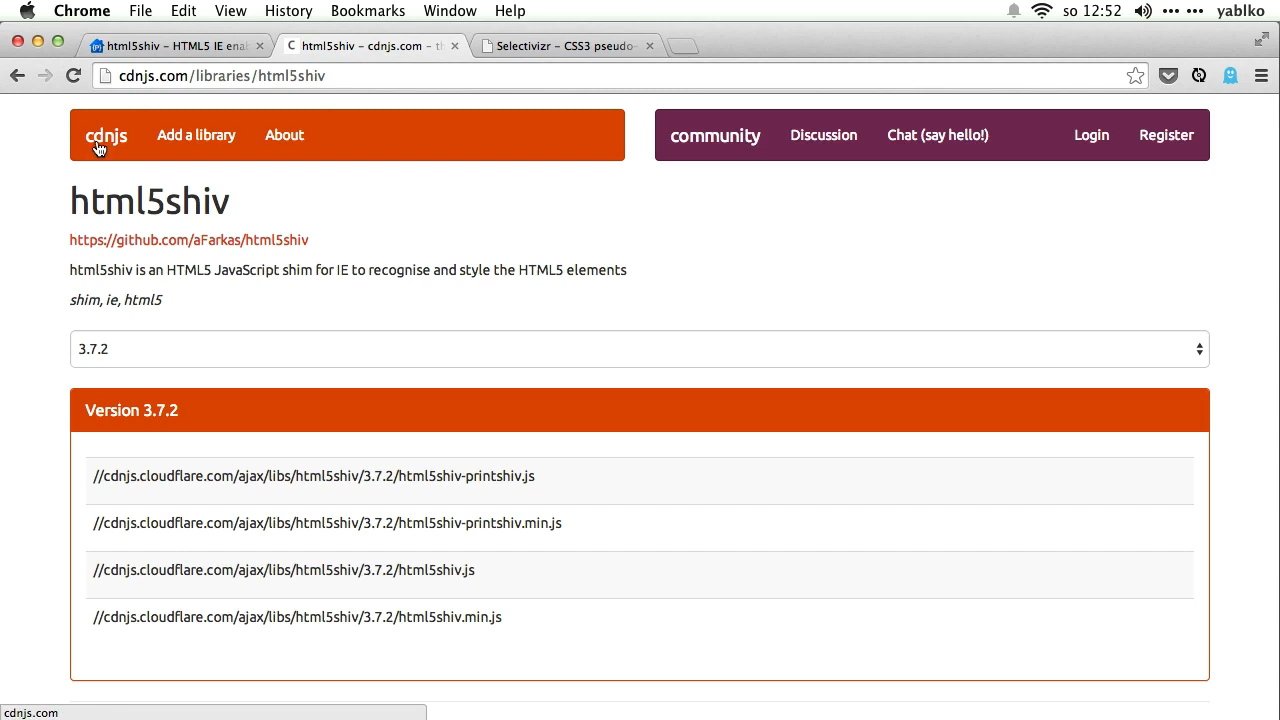 Chrome File Edit View History Bookmarks Window Help so 12:52 yablko
html5shiv – HTML5 IE ena html5shiv – cdnjs.com – t Selectivizr – CSS3 pseudo-
cdnjs.com/libraries/html5shiv
cdnjs Add a library About community Discussion Chat (say hello!) Login Register
html5shiv
https://github.com/aFarkas/html5shiv
html5shiv is an HTML5 JavaScript shim for IE to recognise and style the HTML5 elements
shim, ie, html5
3.7.2
Version 3.7.2
//cdnjs.cloudflare.com/ajax/libs/html5shiv/3.7.2/html5shiv-printshiv.js
//cdnjs.cloudflare.com/ajax/libs/html5shiv/3.7.2/html5shiv-printshiv.min.js
//cdnjs.cloudflare.com/ajax/libs/html5shiv/3.7.2/html5shiv.js
//cdnjs.cloudflare.com/ajax/libs/html5shiv/3.7.2/html5shiv.min.js
cdnjs.com